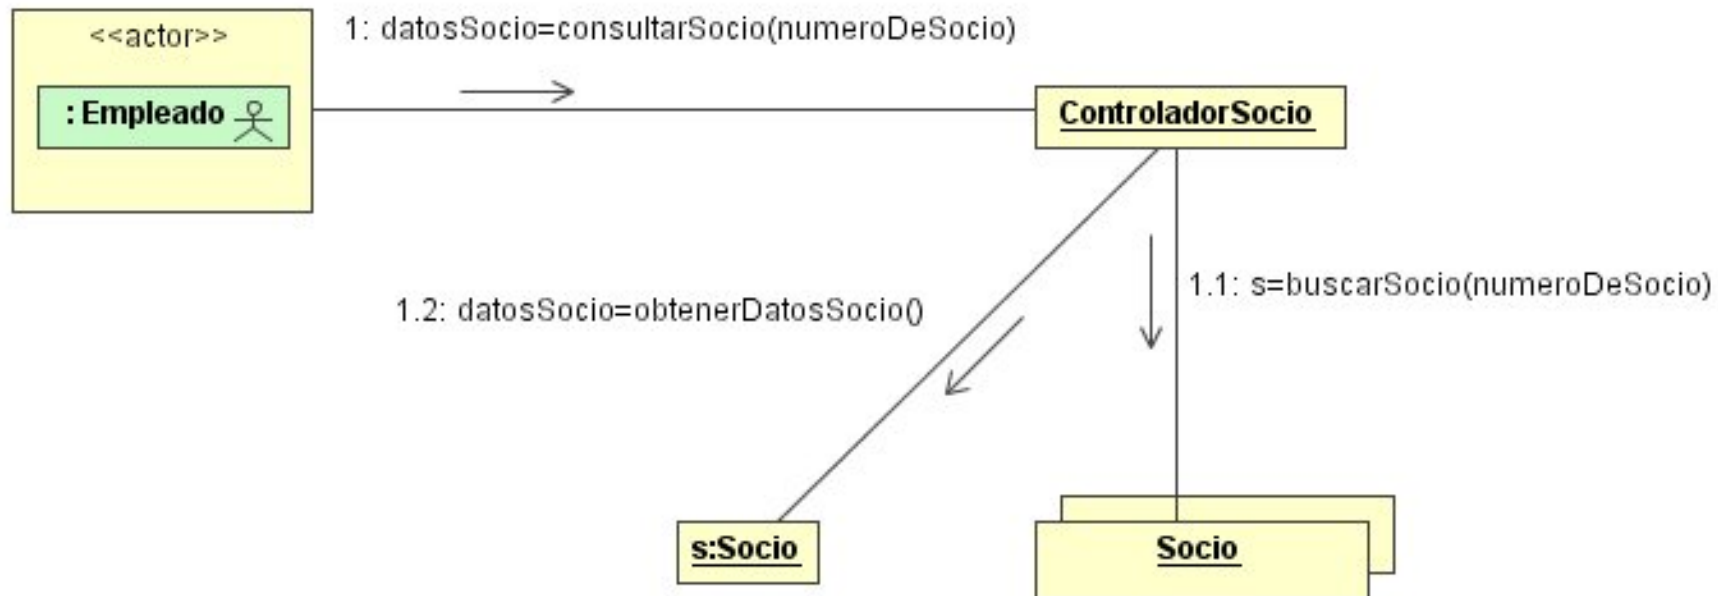 <<actor>>
1: datosSocio=consultarSocio(numeroDeSocio)
: Empleado
ControladorSocio
1.1: s=buscarSocio(numeroDeSocio)
1.2: datosSocio=obtenerDatosSocio()
s:Socio
Socio